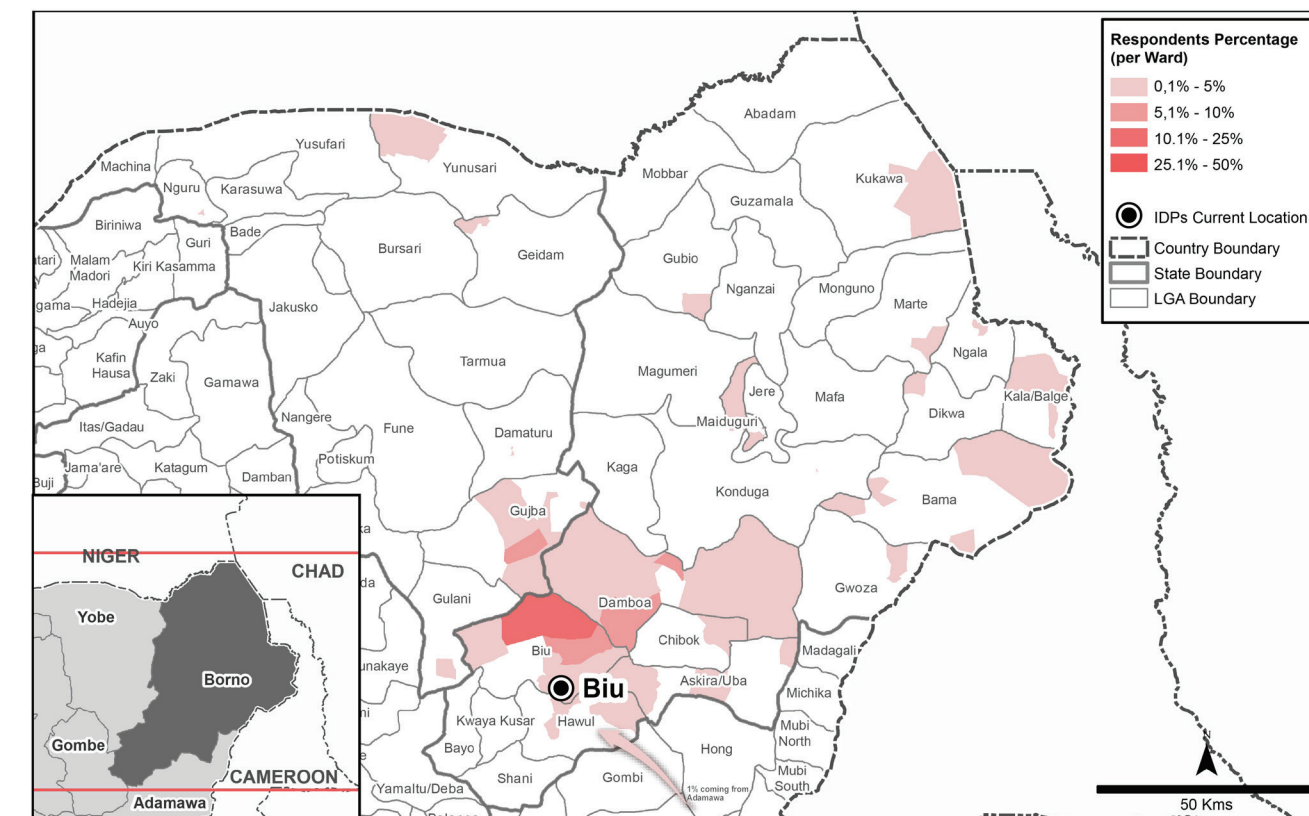 Respondents Percentage
(per Ward)
0,1% - 5%
5,1% - 10%
10.1% - 25%
25.1% - 50%
IDPs Current Location
Country Boundary
State Boundary
LGA Boundary
Abadam
Yusufari
Machina
Yunusari
Mobbar
Kukawa
Nguru
Karasuwa
Guzamala
Biriniwa
Bade
Guri
Bursari
Geidam
Gubio
Malam
Madori
Kiri Kasamma
Nganzai
Monguno
Marte
Hadejia
Jakusko
Auyo
Ngala
Kafin
Hausa
Tarmua
Zaki
Gamawa
Magumeri
Jere
Mafa
Kala/Balge
Dikwa
Nangere
Fune
Maiduguri
Itas/Gadau
Damaturu
Potiskum
Jama'are
Katagum
Damban
Buji
Kaga
Konduga
Bama
Gujba
Gwoza
Gulani
Damboa
Chibok
Madagali
Biu
Biu
Askira/Uba
Michika
Kwaya Kusar
Hawul
Mubi
North
Bayo
Hong
Shani
Gombi
Mubi
South
Yamaltu/Deba
1% coming from
Adamawa
NIGER
CHAD
Yobe
Borno
Gombe
CAMEROON
Adamawa
N
50 Kms